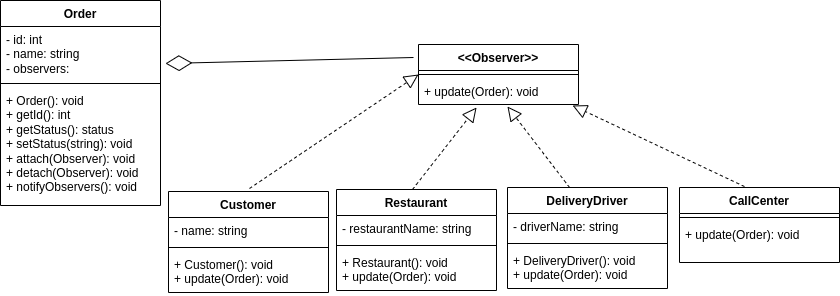 Order
- id: int
- name: string
- observers:
+ Order(): void
+ getId(): int
+ getStatus(): status
+ setStatus(string): void
+ attach(Observer): void
+ detach(Observer): void
+ notifyObservers(): void
<<Observer>>
+ update(Order): void
Customer
- name: string
+ Customer(): void
+ update(Order): void
Restaurant
- restaurantName: string
+ Restaurant(): void
+ update(Order): void
DeliveryDriver
- driverName: string
+ DeliveryDriver(): void
+ update(Order): void
CallCenter
+ update(Order): void